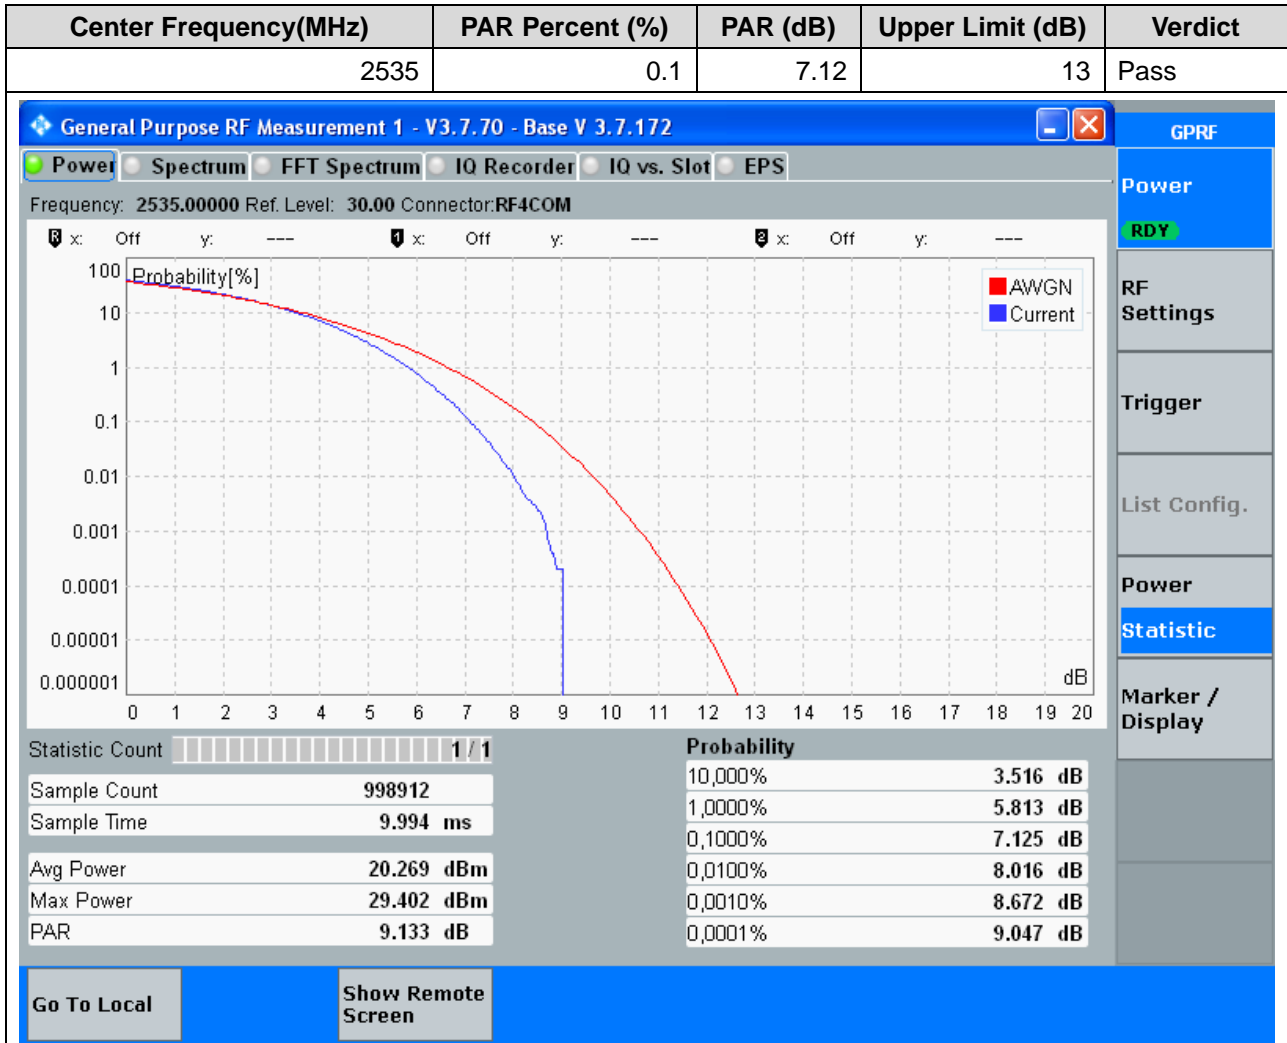 Center Frequency(MHz) PAR Percent (%) PAR (dB) Upper Limit (dB) Verdict
2535 0.1 7.12 13 Pass
General Purpose RF Measurement 1 - V3.7.70 - Base V 3.7.172
GPRF
Power Spectrum FFT Spectrum IQ Recorder IQ vs. Slot EPS
Frequency: 2535.00000 Ref. Level: 30.00 Connector:RF4COM
R x: Off y: --- 1 x: Off y: --- 2 x: Off y: ---
Probability[%]
AWGN
Current
100
10
1
0.1
0.01
0.001
0.0001
0.00001
0.000001
dB
0 1 2 3 4 5 6 7 8 9 10 11 12 13 14 15 16 17 18 19 20
Statistic Count 1 / 1
Sample Count 998912
Sample Time 9.994 ms
Avg Power 20.269 dBm
Max Power 29.402 dBm
PAR 9.133 dB
Probability
10,000% 3.516 dB
1,0000% 5.813 dB
0,1000% 7.125 dB
0,0100% 8.016 dB
0,0010% 8.672 dB
0,0001% 9.047 dB
Power
RDY
RF
Settings
Trigger
List Config.
Power
Statistic
Marker /
Display
Go To Local
Show Remote
Screen